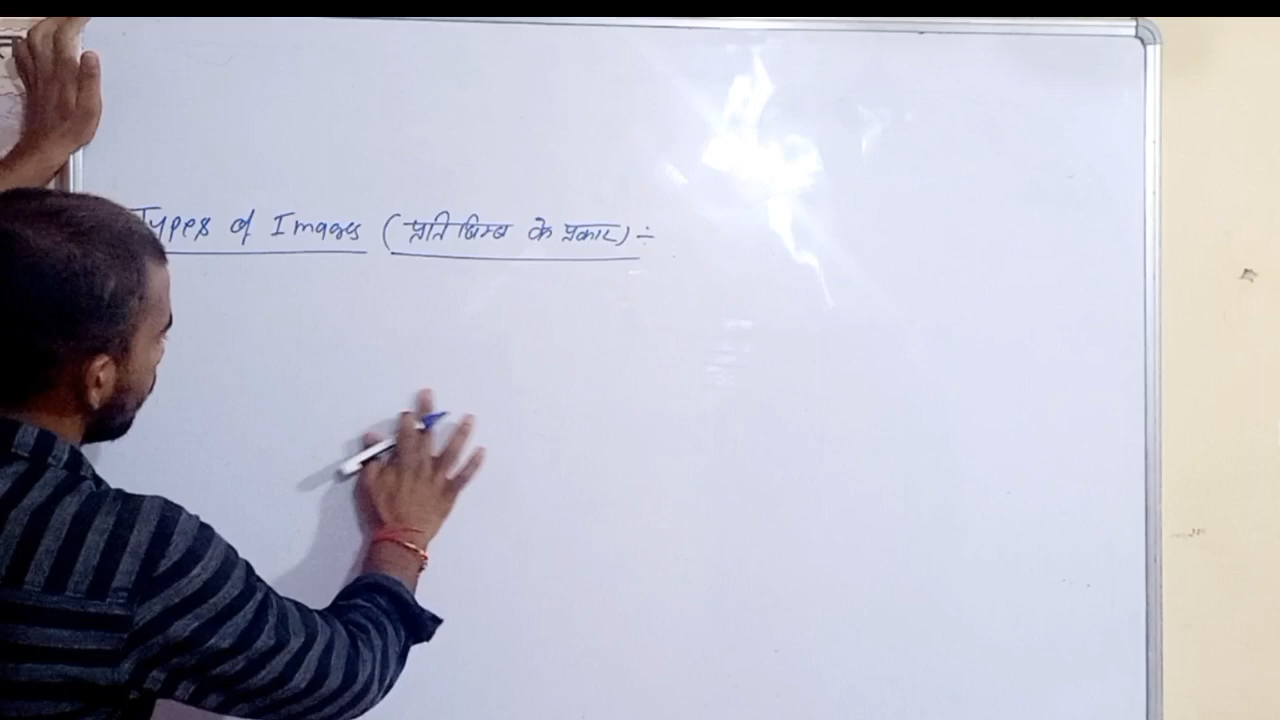 Types of Images (प्रतिबिम्ब के प्रकार) ÷